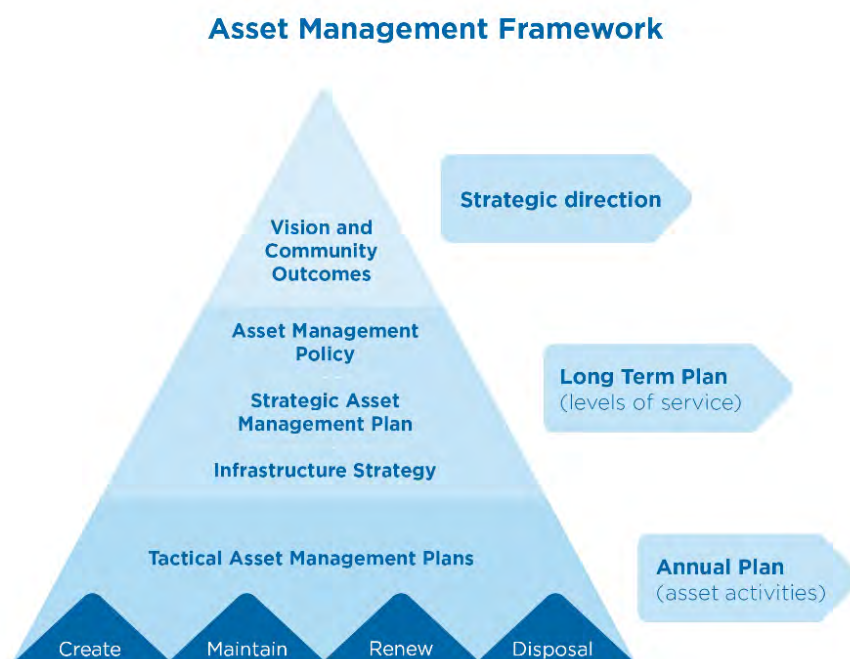 Asset Management Framework
Strategic direction
Vision and
Community
Outcomes
Asset Management
Policy
Strategic Asset
Management Plan
Infrastructure Strategy
Long Term Plan
(levels of service)
Tactical Asset Management Plans
Annual Plan
(asset activities)
Create
Maintain
Renew
Disposal